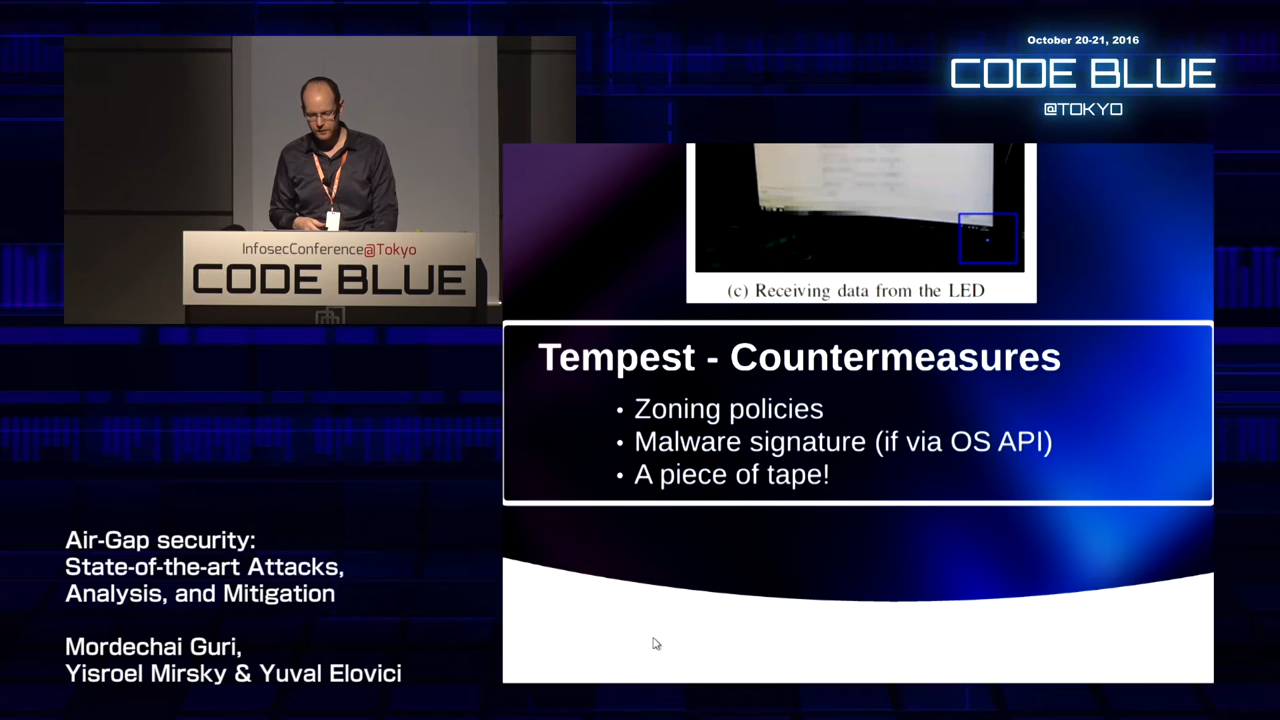 October 20-21, 2016
CODE BLUE
@TOKYO
InfosecConference@Tokyo
CODE BLUE
(c) Receiving data from the LED
Tempest - Countermeasures
• Zoning policies
• Malware signature (if via OS API)
• A piece of tape!
Air-Gap security:
State-of-the-art Attacks,
Analysis, and Mitigation
Mordechai Guri,
Yisroel Mirsky & Yuval Elovici